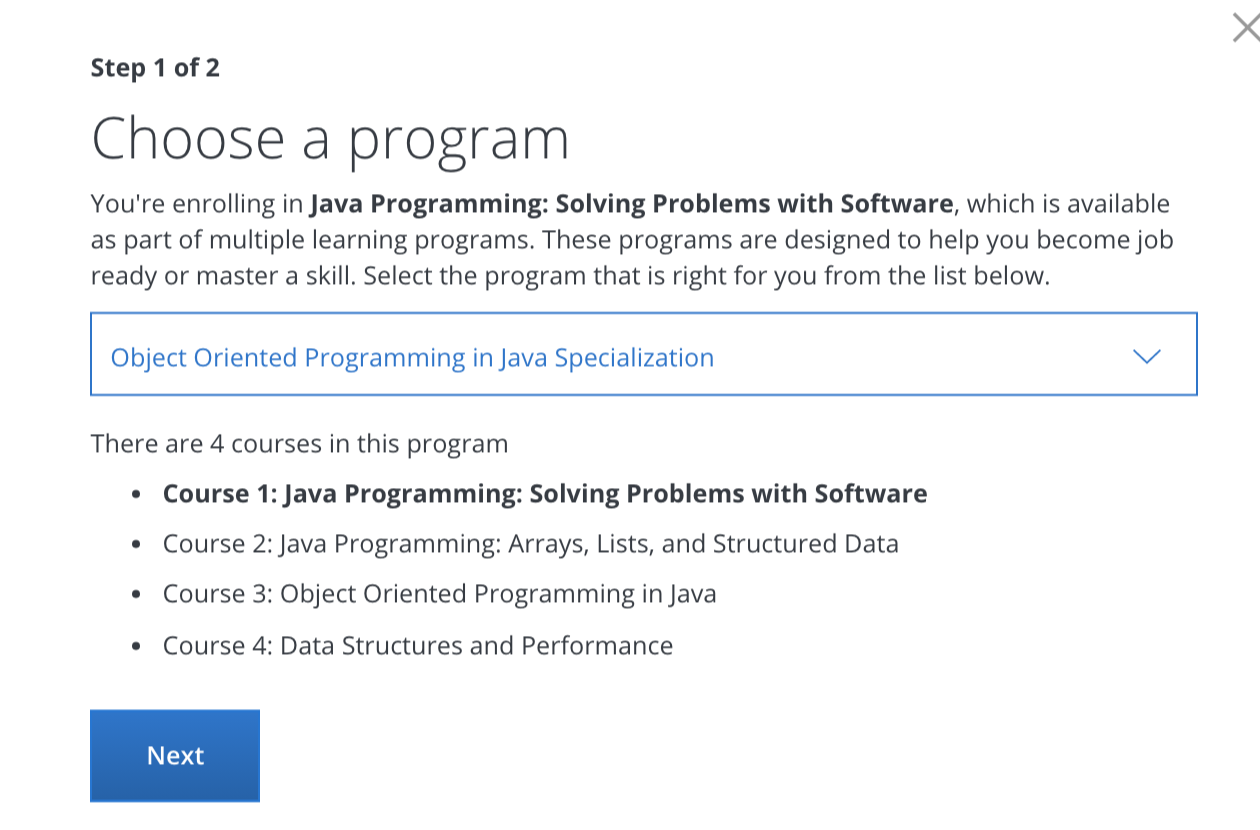 Step 1 of 2
Choose a program
You're enrolling in Java Programming: Solving Problems with Software, which is available
as part of multiple learning programs. These programs are designed to help you become job
ready or master a skill. Select the program that is right for you from the list below.
Object Oriented Programming in Java Specialization
There are 4 courses in this program
• Course 1: Java Programming: Solving Problems with Software
• Course 2: Java Programming: Arrays, Lists, and Structured Data
• Course 3: Object Oriented Programming in Java
• Course 4: Data Structures and Performance
Next